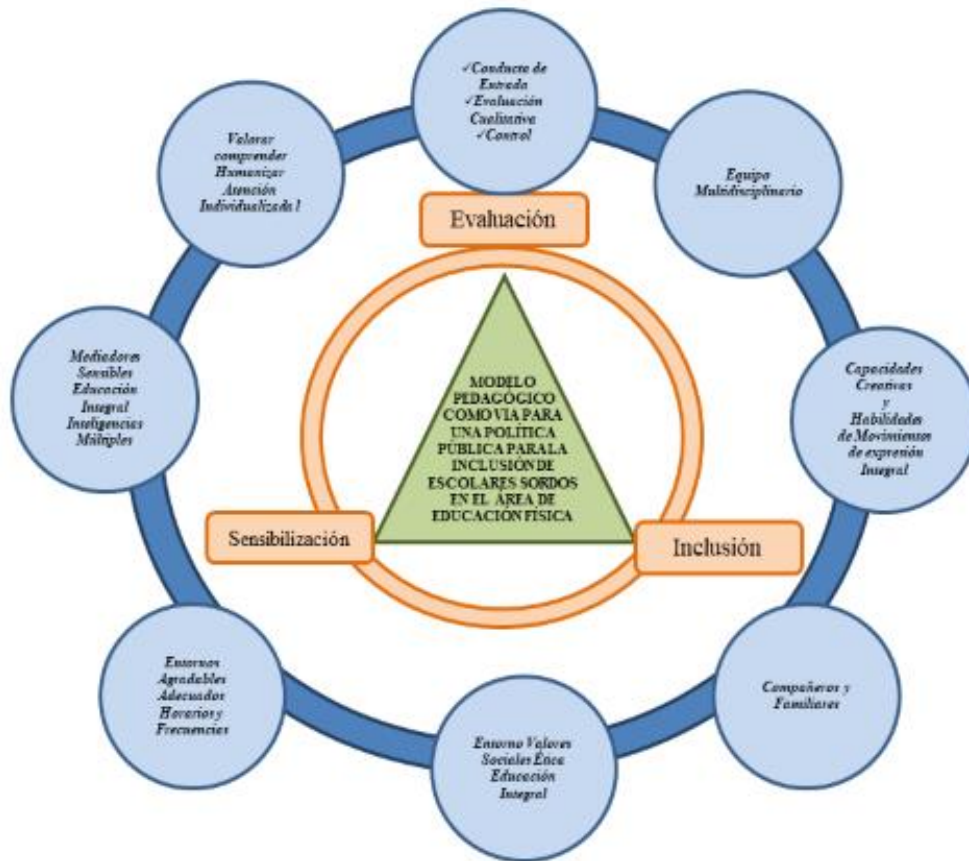 ✓Conducta de
Entrada
✓Evaluación
Cualitativa
✓Control
Equipo
Multidisciplinario
Capacidades
Creativas
y
Habilidades
de Movimientos
de expresión
Integral
Compañeros y
Familiares
Entorno Valores
Sociales Ética
Educación
Integral
Entornos
Agradables
Adecuados
Horarios y
Frecuencias
Mediadores
Sensibles
Educación
Integral
Inteligencias
Múltiples
Valorar
comprender
Humanizar
Atención
Individualizada l
Evaluación
Sensibilización
Inclusión
MODELO
PEDAGÓGICO
COMO VIA PARA
UNA POLÍTICA
PÚBLICA PARA LA
INCLUSIÓN DE
ESCOLARES SORDOS
EN EL ÁREA DE
EDUCACIÓN FÍSICA